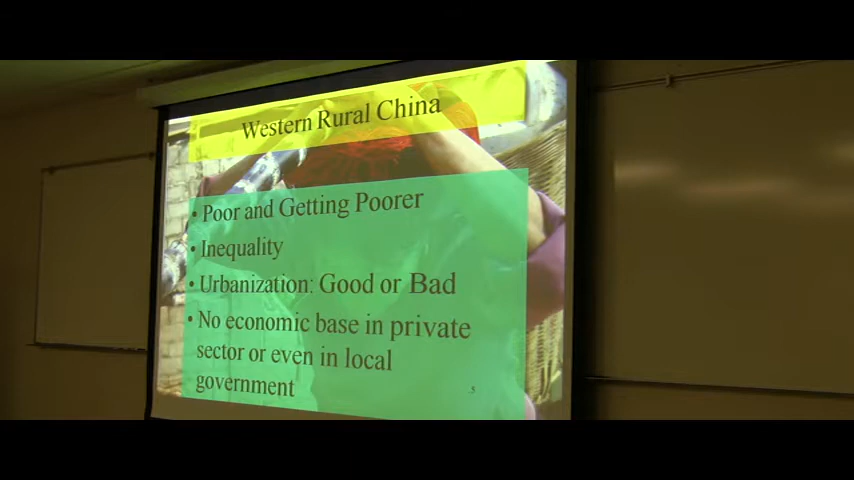 Western Rural China
• Poor and Getting Poorer
• Inequality
• Urbanization: Good or Bad
• No economic base in private
sector or even in local
government
5